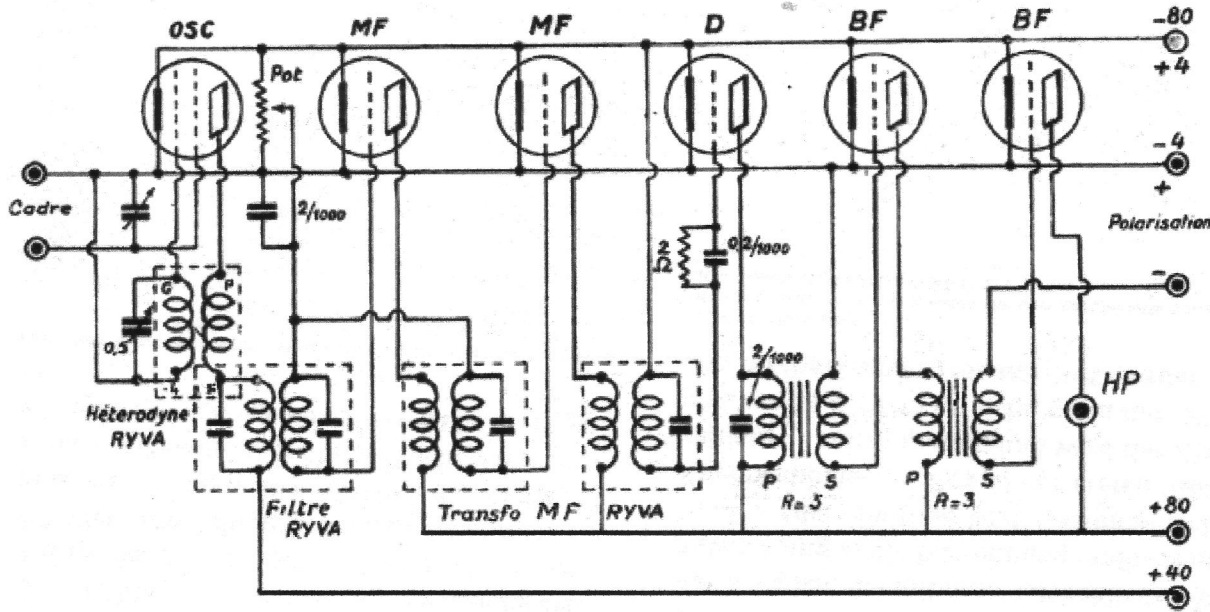 OSC MF MF D BF BF
-80
+4
Pot
-4
+
Cadre
2/1000
Polarisation
2
Ω
0,2/1000
-
G P
0,5
2/1000
Hétérodyne
RYVA
HP
P S
P S
Filtre
RYVA
Transfo MF RYVA
R=5
R=3
+80
+40